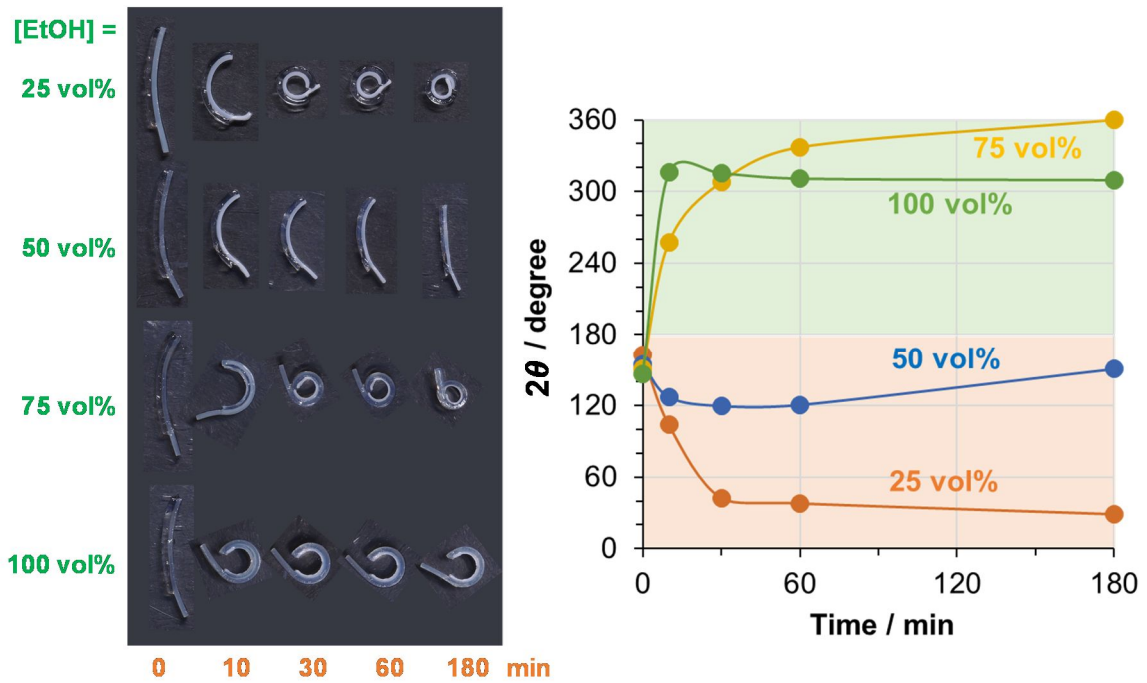 [EtOH] =
25 vol%
50 vol%
75 vol%
100 vol%
0 10 30 60 180 min
2θ / degree
360
300
240
180
120
60
0
75 vol%
100 vol%
50 vol%
25 vol%
0 60 120 180
Time / min